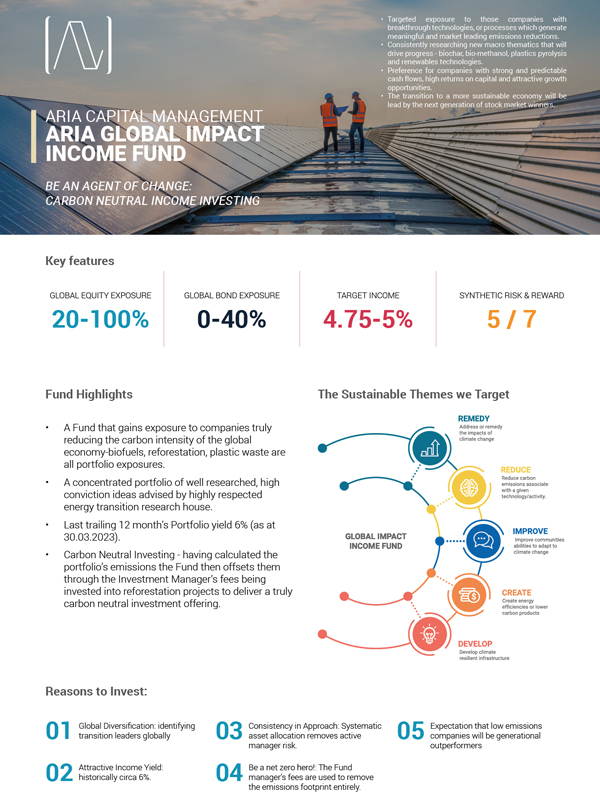 • Targeted exposure to those companies with
breakthrough technologies, or processes which generate
meaningful and market leading emissions reductions.
• Consistently researching new macro thematics that will
drive progress - biochar, bio-methanol, plastics pyrolysis
and renewables technologies.
• Preference for companies with strong and predictable
cash flows, high returns on capital and attractive growth
opportunities.
• The transition to a more sustainable economy will be
lead by the next generation of stock market winners.
ARIA CAPITAL MANAGEMENT
ARIA GLOBAL IMPACT
INCOME FUND
BE AN AGENT OF CHANGE:
CARBON NEUTRAL INCOME INVESTING
Key features
GLOBAL EQUITY EXPOSURE
20-100%
GLOBAL BOND EXPOSURE
0-40%
TARGET INCOME
4.75-5%
SYNTHETIC RISK & REWARD
5 / 7
Fund Highlights
• A Fund that gains exposure to companies truly
reducing the carbon intensity of the global
economy-biofuels, reforestation, plastic waste are
all portfolio exposures.
• A concentrated portfolio of well researched, high
conviction ideas advised by highly respected
energy transition research house.
• Last trailing 12 month's Portfolio yield 6% (as at
30.03.2023).
• Carbon Neutral Investing - having calculated the
portfolio's emissions the Fund then offsets them
through the Investment Manager's fees being
invested into reforestation projects to deliver a truly
carbon neutral investment offering.
The Sustainable Themes we Target
GLOBAL IMPACT
INCOME FUND
REMEDY
Address or remedy
the impacts of
climate change
REDUCE
Reduce carbon
emissions associate
with a given
technology/activity.
IMPROVE
Improve communities
abilities to adapt to
climate change
CREATE
Create energy
efficiencies or lower
carbon products
DEVELOP
Develop climate
resilient infrastructure
Reasons to Invest:
01
Global Diversification: identifying
transition leaders globally
02
Attractive Income Yield:
historically circa 6%.
03
Consistency in Approach: Systematic
asset allocation removes active
manager risk.
04
Be a net zero hero!: The Fund
manager's fees are used to remove
the emissions footprint entirely.
05
Expectation that low emissions
companies will be generational
outperformers